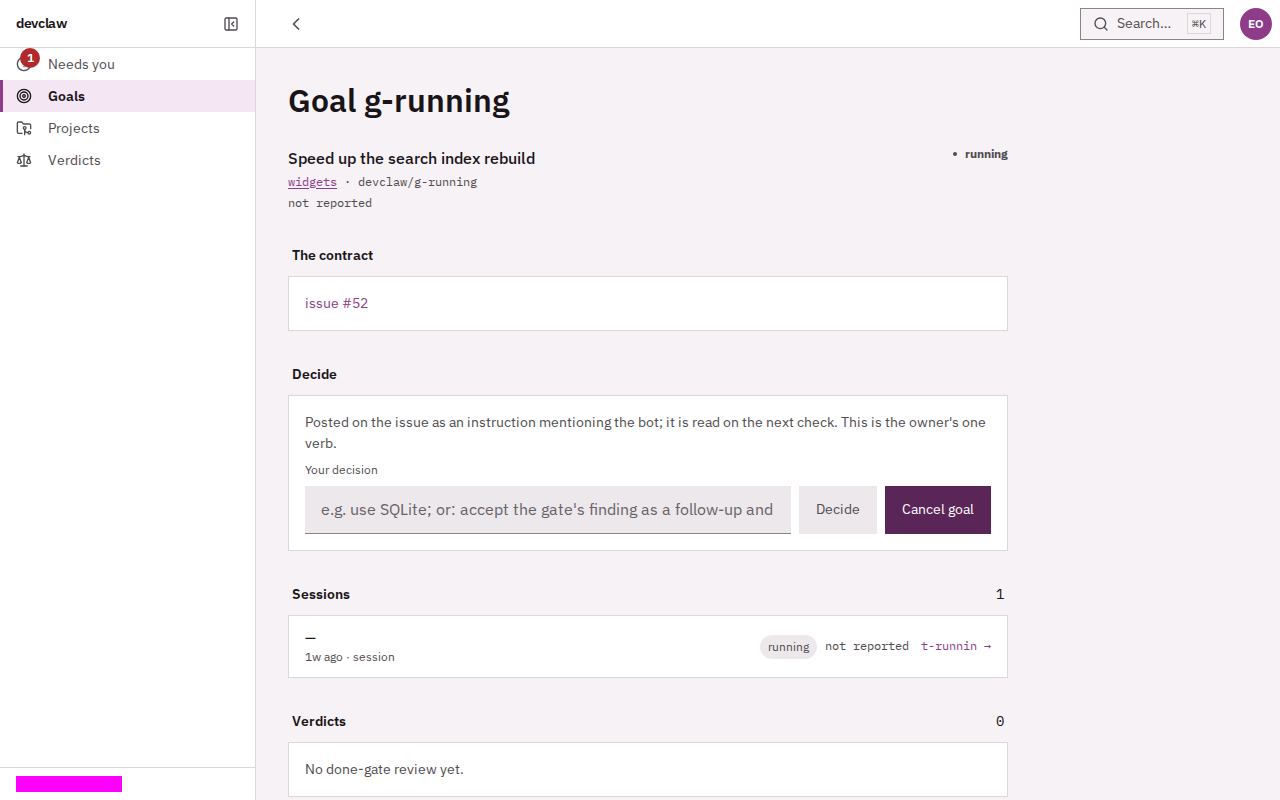 devclaw
Search...
⌘K
EO
1
Needs you
Goals
Projects
Verdicts
Goal g-running
Speed up the search index rebuild
• running
widgets · devclaw/g-running
not reported
The contract
issue #52
Decide
Posted on the issue as an instruction mentioning the bot; it is read on the next check. This is the owner's one
verb.
Your decision
e.g. use SQLite; or: accept the gate's finding as a follow-up and
Decide
Cancel goal
Sessions
1
—
running
not reported
t-runnin →
1w ago · session
Verdicts
0
No done-gate review yet.